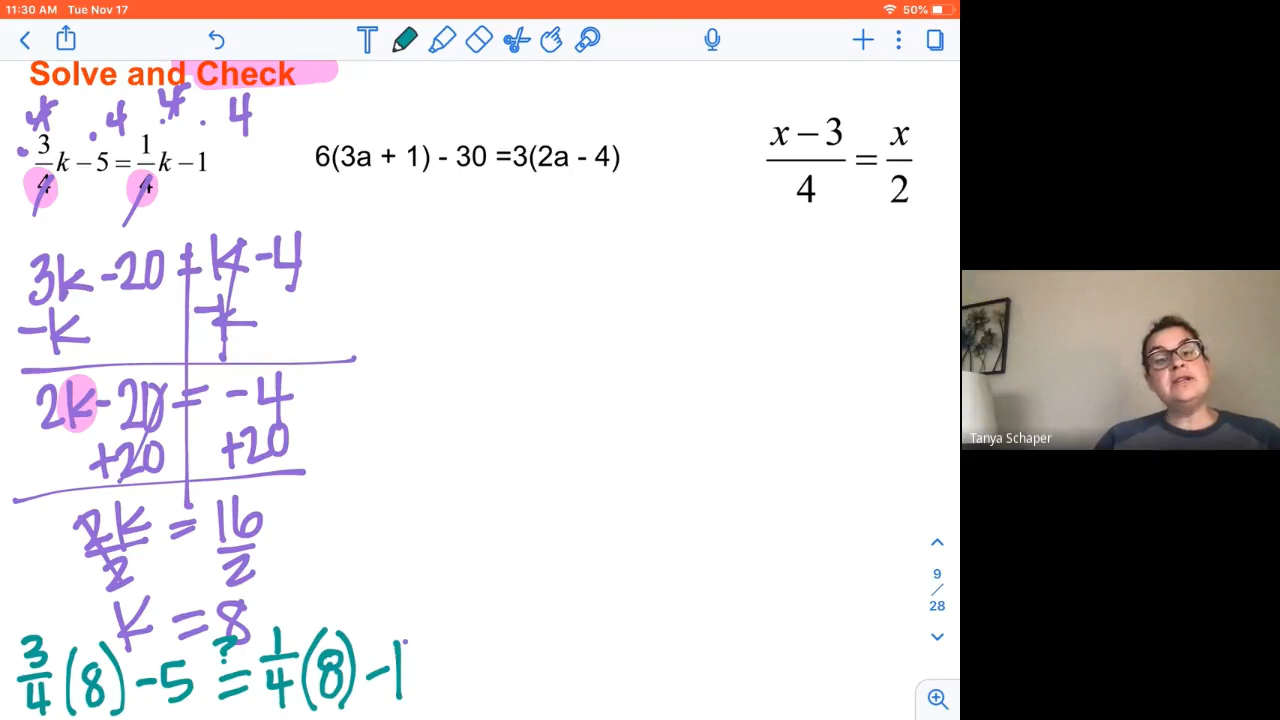 11:30 AM Tue Nov 17 50%
T
Solve and Check
4 4 4 4
3/4 k − 5 = 1/4 k − 1
6(3a + 1) - 30 =3(2a - 4)
x − 3 / 4 = x / 2
3k -20 = k -4
-k -k
2k - 20 = -4
+20 +20
2k / 2 = 16 / 2
k = 8
3/4 (8) -5 ?= 1/4 (8) -1
Tanya Schaper
9
/
28